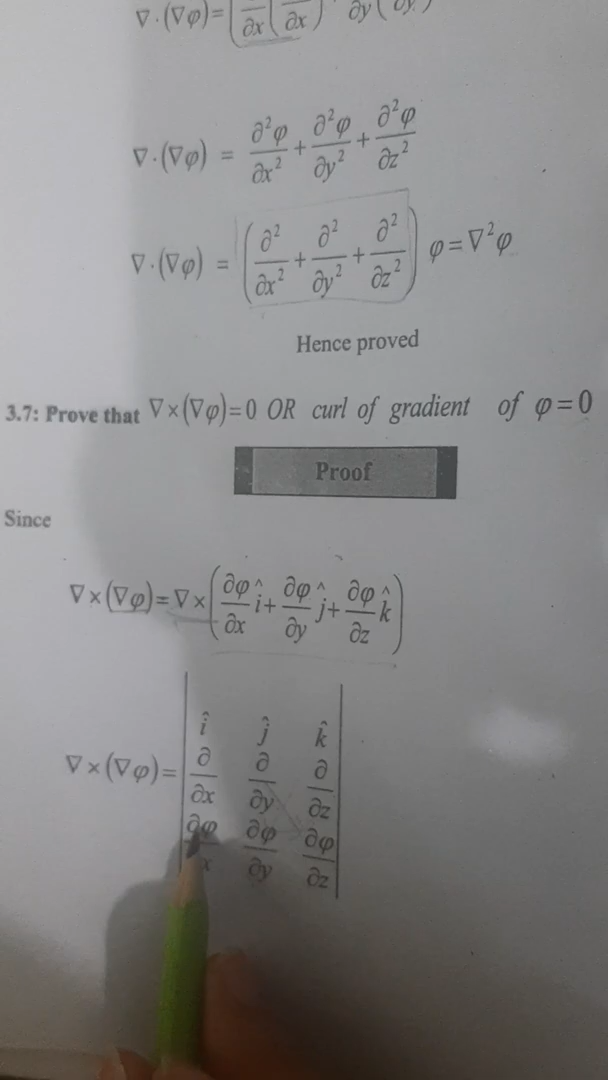 ∇·(∇φ)=(∂/∂x(∂/∂x) ∂y(∂y)
∇·(∇φ) = ∂²φ/∂x² + ∂²φ/∂y² + ∂²φ/∂z²
∇·(∇φ) = (∂²/∂x² + ∂²/∂y² + ∂²/∂z²) φ=∇²φ
Hence proved
3.7: Prove that ∇×(∇φ)=0 OR curl of gradient of φ=0
Proof
Since
∇×(∇φ)=∇×(∂φ/∂x î+∂φ/∂y ĵ+∂φ/∂z k̂)
î ĵ k̂
∇×(∇φ)=| ∂/∂x ∂/∂y ∂/∂z |
∂φ/∂x ∂φ/∂y ∂φ/∂z